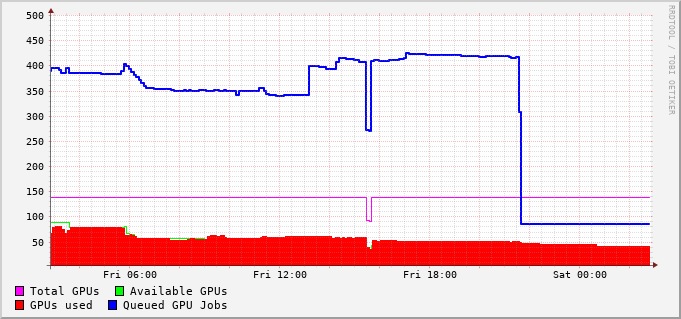 500
450
400
350
300
250
200
150
100
50
Fri 06:00 Fri 12:00 Fri 18:00 Sat 00:00
Total GPUs Available GPUs
GPUs used Queued GPU Jobs
RRDTOOL / TOBI OETIKER